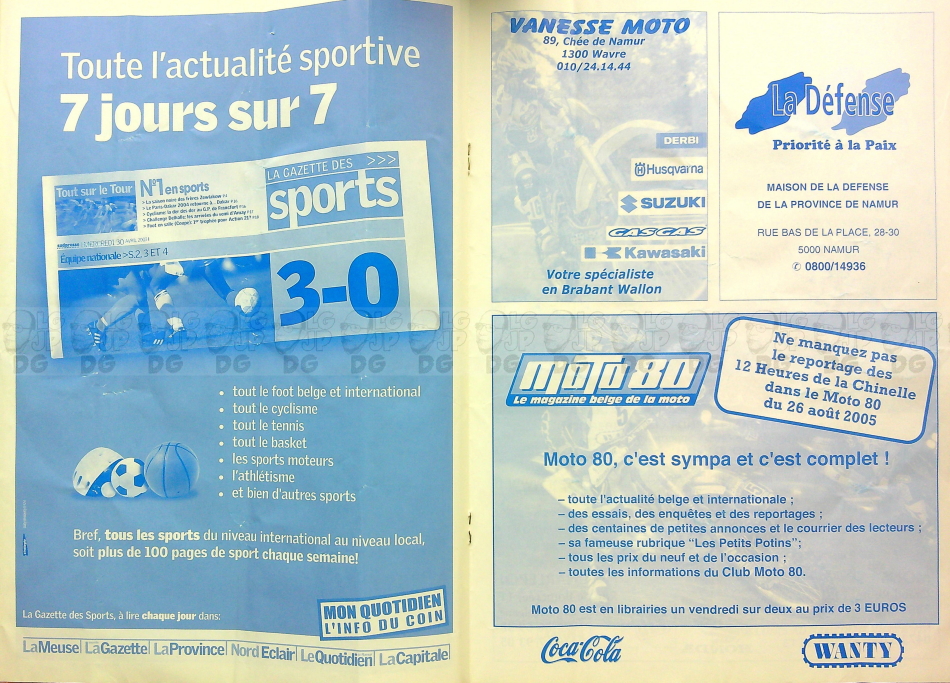 Toute l'actualité sportive
7 jours sur 7
Tout sur le Tour
N°1 en sports
LA GAZETTE DES >>>
sports
Équipe nationale >S.2, 3 ET 4
3-0
• tout le foot belge et international
• tout le cyclisme
• tout le tennis
• tout le basket
• les sports moteurs
• l'athlétisme
• et bien d'autres sports
Bref, tous les sports du niveau international au niveau local,
soit plus de 100 pages de sport chaque semaine!
La Gazette des Sports, à lire chaque jour dans:
MON QUOTIDIEN
L'INFO DU COIN
LaMeuse LaGazette LaProvince Nord Eclair LeQuotidien LaCapitale
VANESSE MOTO
89, Chée de Namur
1300 Wavre
010/24.14.44
DERBI
Husqvarna
SUZUKI
GASGAS
Kawasaki
Votre spécialiste
en Brabant Wallon
La Défense
Priorité à la Paix
MAISON DE LA DEFENSE
DE LA PROVINCE DE NAMUR
RUE BAS DE LA PLACE, 28-30
5000 NAMUR
✆ 0800/14936
MOTO 80
Le magazine belge de la moto
Ne manquez pas
le reportage des
12 Heures de la Chinelle
dans le Moto 80
du 26 août 2005
Moto 80, c'est sympa et c'est complet !
– toute l'actualité belge et internationale ;
– des essais, des enquêtes et des reportages ;
– des centaines de petites annonces et le courrier des lecteurs ;
– sa fameuse rubrique "Les Petits Potins";
– tous les prix du neuf et de l'occasion ;
– toutes les informations du Club Moto 80.
Moto 80 est en librairies un vendredi sur deux au prix de 3 EUROS
Coca-Cola
WANTY